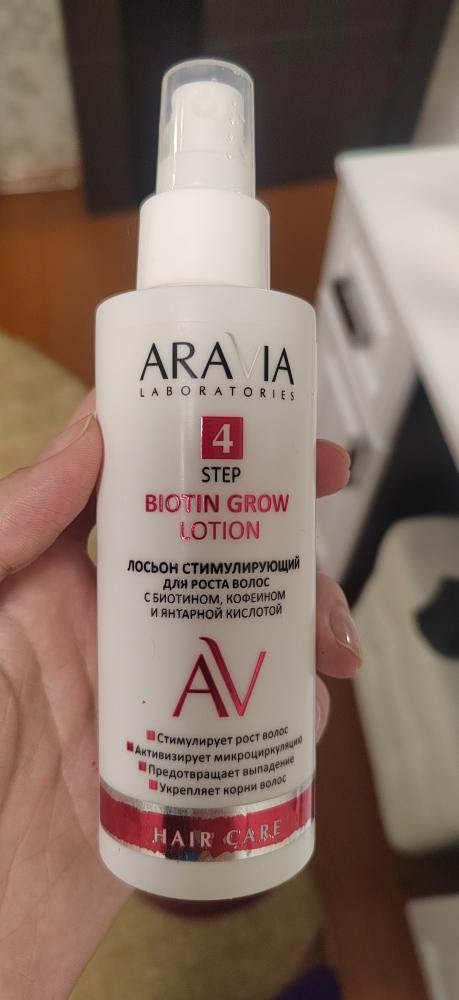 ARAVIA
LABORATORIES
4
STEP
BIOTIN GROW
LOTION
ЛОСЬОН СТИМУЛИРУЮЩИЙ
ДЛЯ РОСТА ВОЛОС
С БИОТИНОМ, КОФЕИНОМ
И ЯНТАРНОЙ КИСЛОТОЙ
AV
Стимулирует рост волос
Активизирует микроциркуляцию
Предотвращает выпадение
Укрепляет корни волос
HAIR CARE